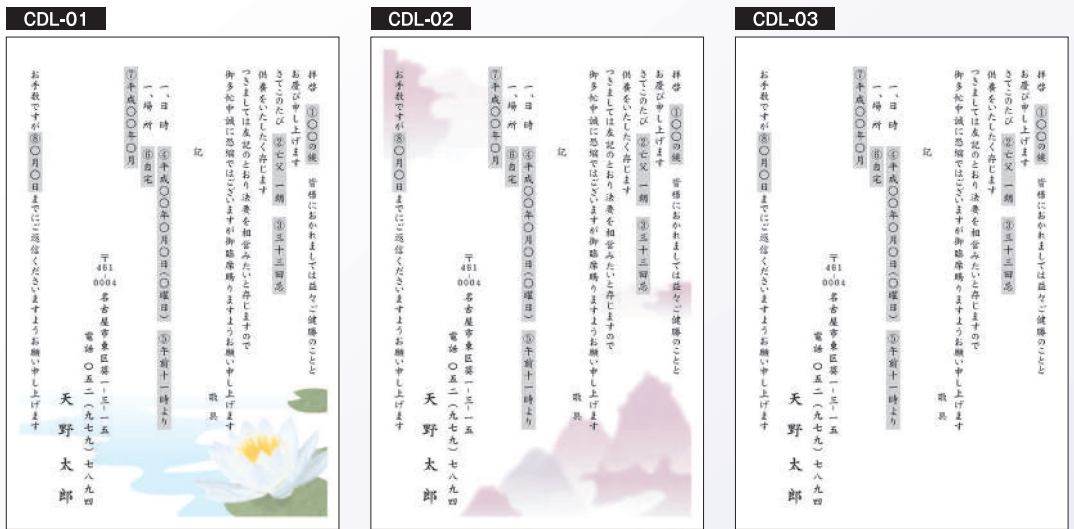 CDL-01
拝啓 ①〇〇の候 皆様におかれましては益々ご健勝のことと
お慶び申し上げます
さてこのたび ②亡父 一朗 ③三十三回忌
供養をいたしたく存じます
つきましては左記のとおり法要を相営みたいと存じますので
御多忙中誠に恐縮ではございますが御臨席賜りますようお願い申し上げます
敬具
記
一、日時 ④平成〇〇年〇月〇日(〇曜日) ⑤午前十一時より
一、場所 ⑥自宅
⑦平成〇〇年〇月
〒461-0004 名古屋市東区葵一-三-一五
電話 〇五二(九七九)七八九四
天野太郎
お手数ですが⑧〇月〇日までにご返信くださいますようお願い申し上げます
CDL-02
拝啓 ①〇〇の候 皆様におかれましては益々ご健勝のことと
お慶び申し上げます
さてこのたび ②亡父 一朗 ③三十三回忌
供養をいたしたく存じます
つきましては左記のとおり法要を相営みたいと存じますので
御多忙中誠に恐縮ではございますが御臨席賜りますようお願い申し上げます
敬具
記
一、日時 ④平成〇〇年〇月〇日(〇曜日) ⑤午前十一時より
一、場所 ⑥自宅
⑦平成〇〇年〇月
〒461-0004 名古屋市東区葵一-三-一五
電話 〇五二(九七九)七八九四
天野太郎
お手数ですが⑧〇月〇日までにご返信くださいますようお願い申し上げます
CDL-03
拝啓 ①〇〇の候 皆様におかれましては益々ご健勝のことと
お慶び申し上げます
さてこのたび ②亡父 一朗 ③三十三回忌
供養をいたしたく存じます
つきましては左記のとおり法要を相営みたいと存じますので
御多忙中誠に恐縮ではございますが御臨席賜りますようお願い申し上げます
敬具
記
一、日時 ④平成〇〇年〇月〇日(〇曜日) ⑤午前十一時より
一、場所 ⑥自宅
⑦平成〇〇年〇月
〒461-0004 名古屋市東区葵一-三-一五
電話 〇五二(九七九)七八九四
天野太郎
お手数ですが⑧〇月〇日までにご返信くださいますようお願い申し上げます